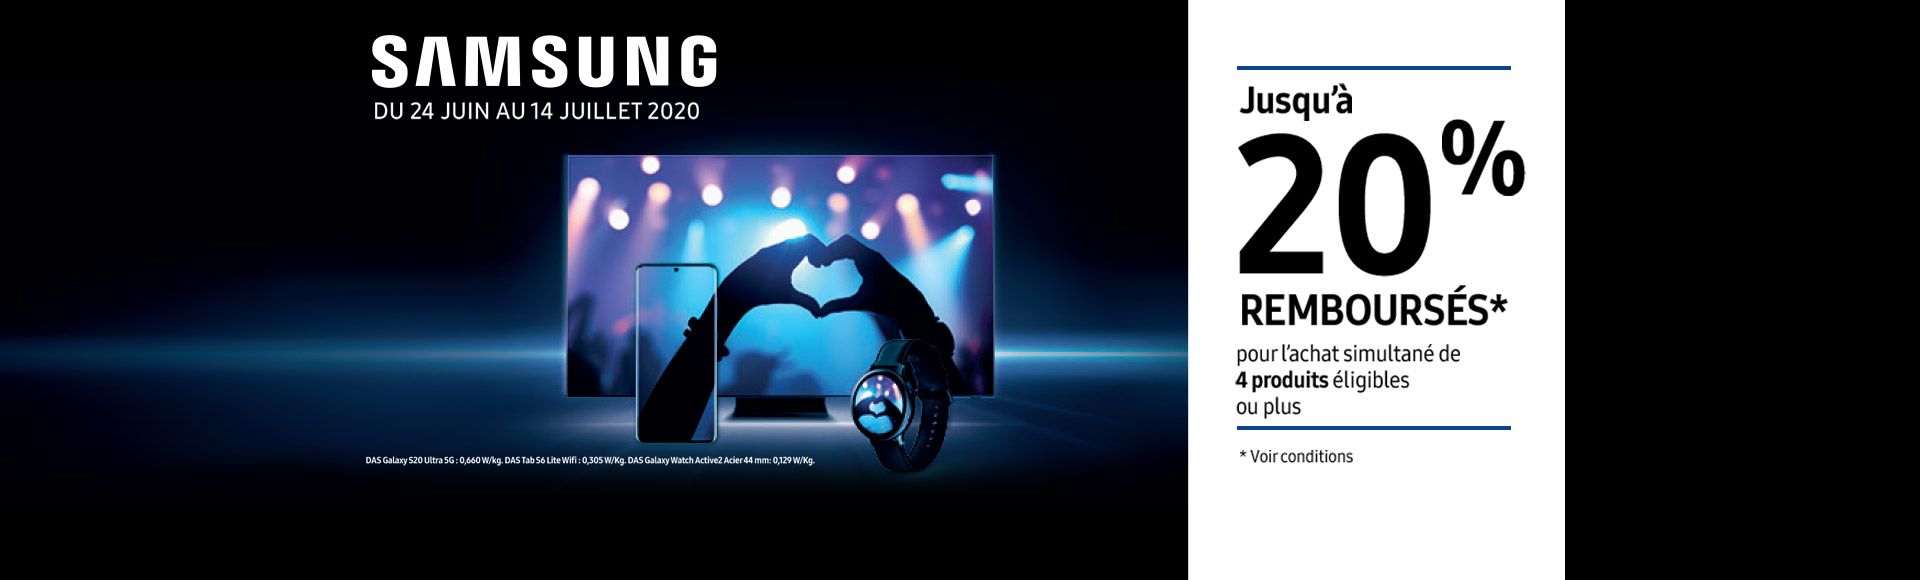 SAMSUNG
DU 24 JUIN AU 14 JUILLET 2020
DAS Galaxy S20 Ultra 5G : 0,660 W/kg. DAS Tab S6 Lite Wifi : 0,305 W/Kg. DAS Galaxy Watch Active2 Acier 44 mm: 0,129 W/Kg.
Jusqu’à
20%
REMBOURSÉS*
pour l’achat simultané de
4 produits éligibles
ou plus
* Voir conditions